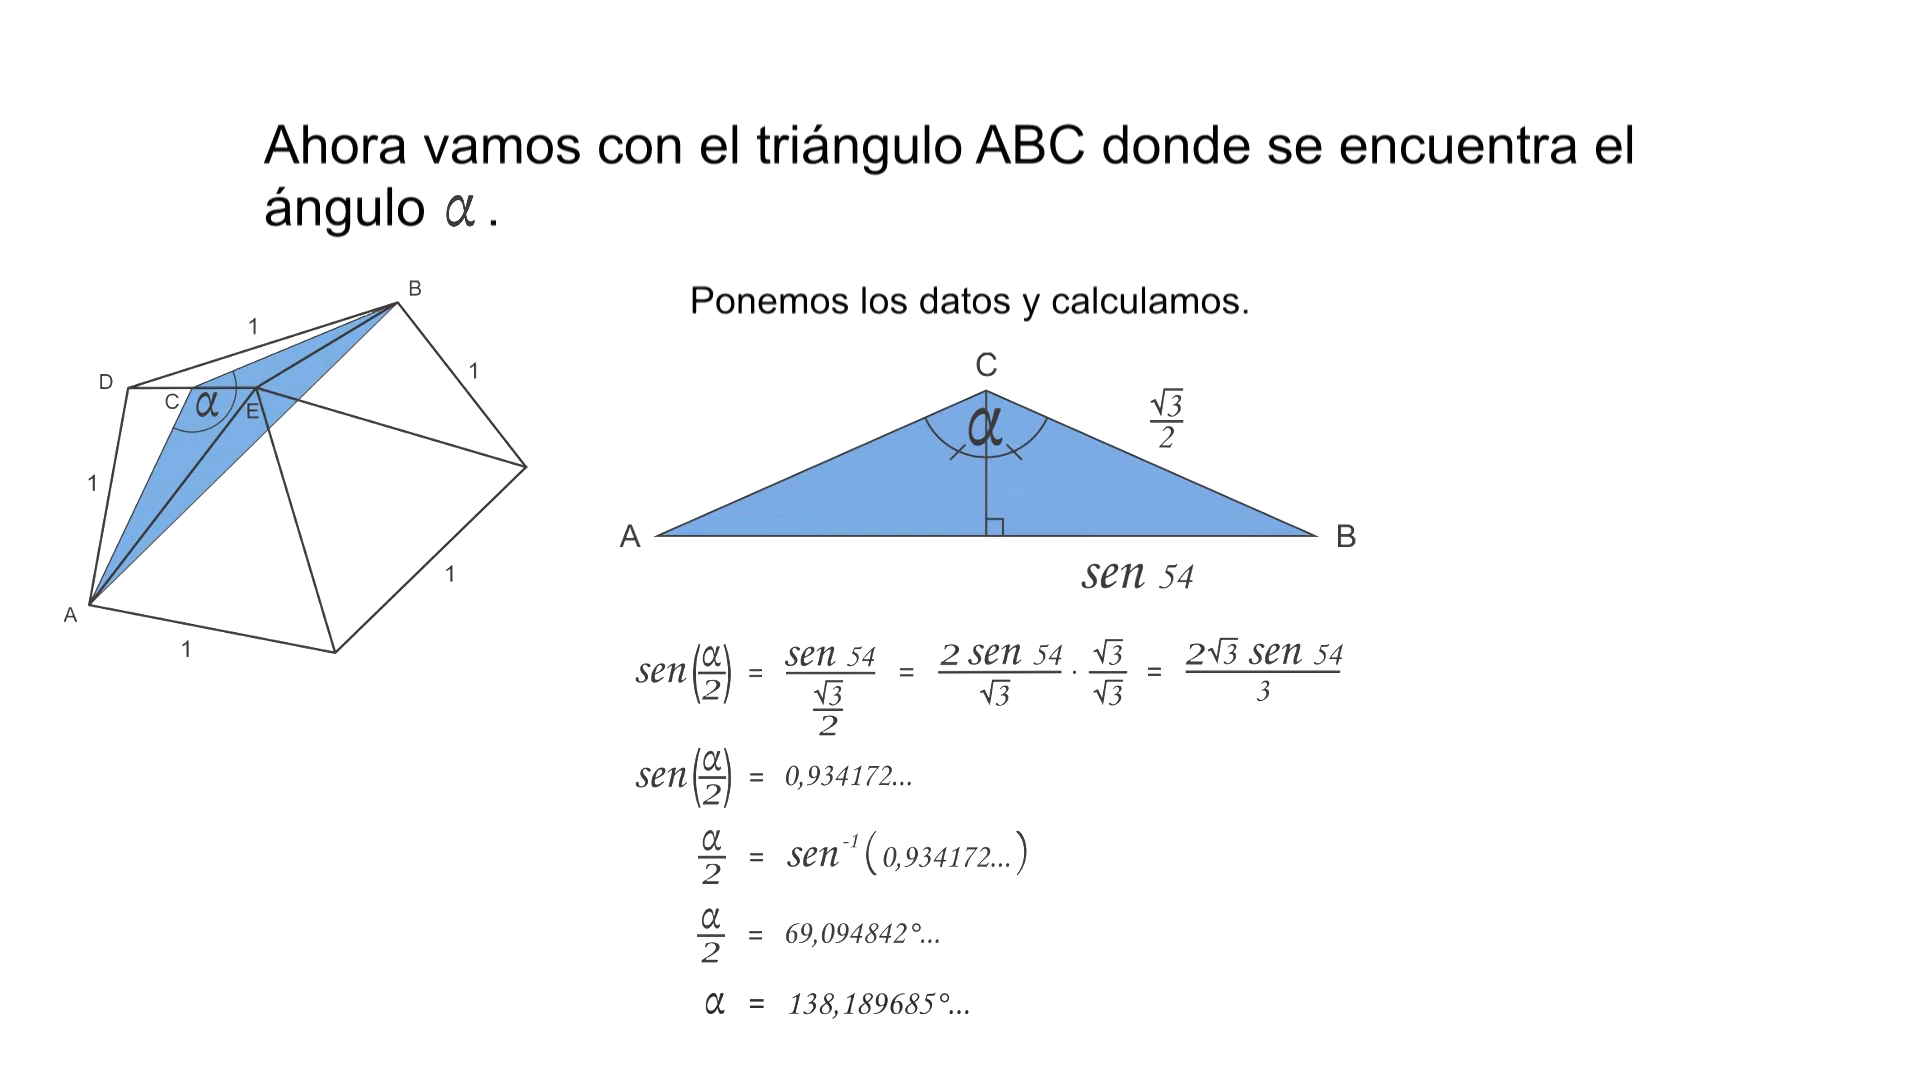 Ahora vamos con el triángulo ABC donde se encuentra el
ángulo α .
Ponemos los datos y calculamos.
B
1
1
D
C
α
E
1
1
A
1
C
α
√3/2
A
B
sen 54
sen(α/2) = sen 54/(√3/2) = 2 sen 54/√3 · √3/√3 = 2√3 sen 54/3
sen(α/2) = 0,934172...
α/2 = sen⁻¹(0,934172...)
α/2 = 69,094842°...
α = 138,189685°...